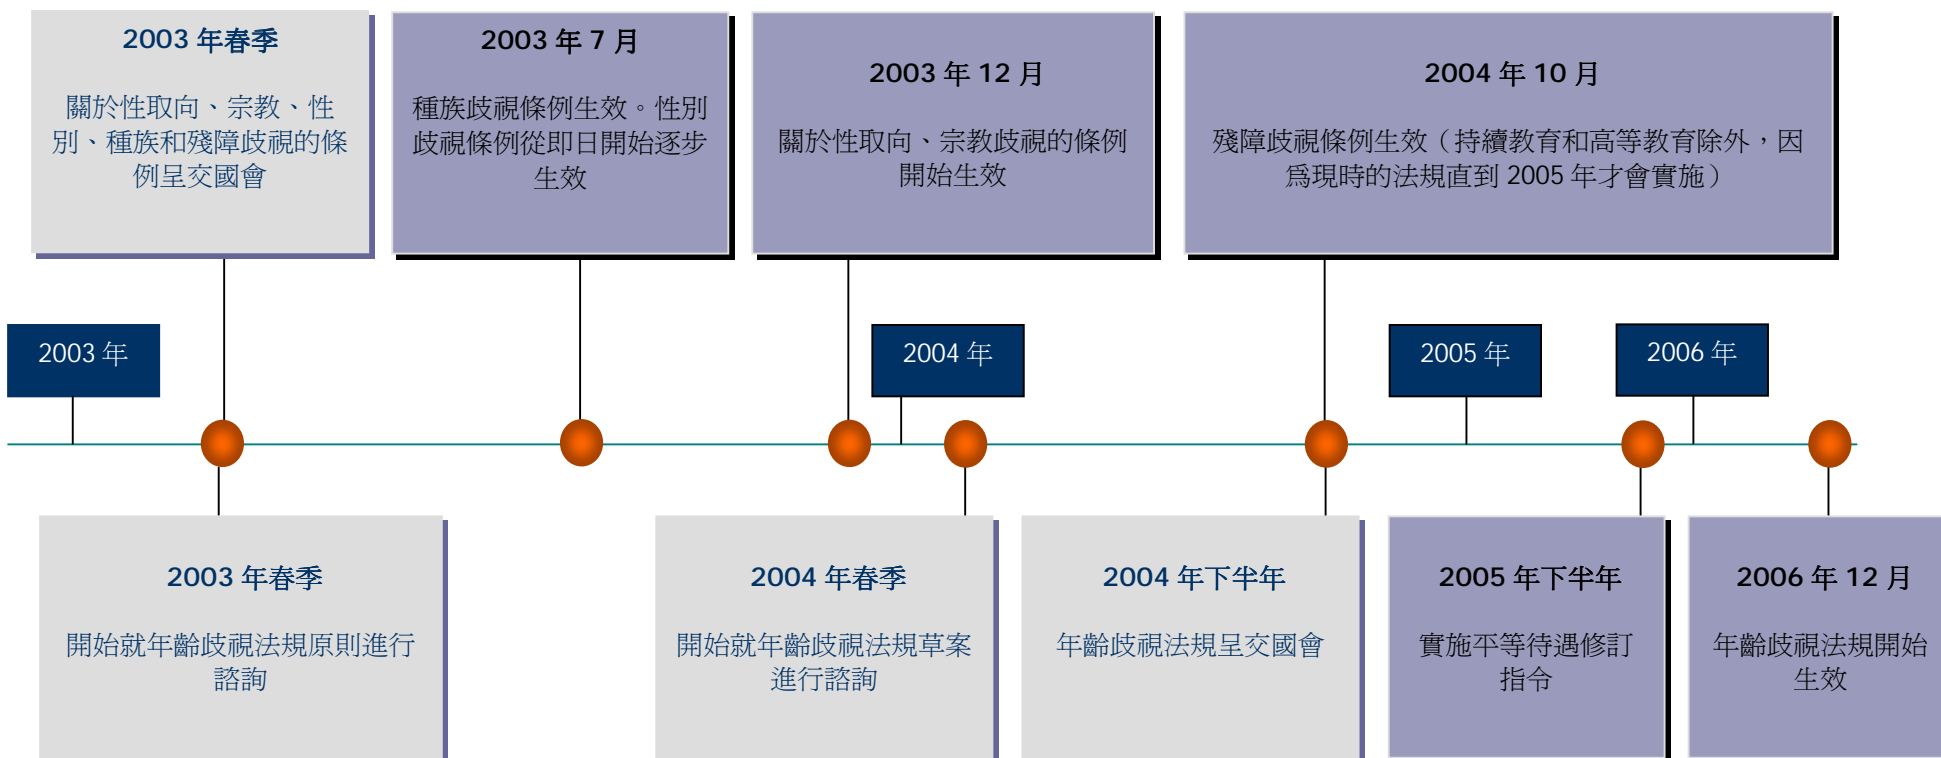 2003 年春季
關於性取向、宗教、性
別、種族和殘障歧視的條
例呈交國會
2003 年 7 月
種族歧視條例生效。性別
歧視條例從即日開始逐步
生效
2003 年 12 月
關於性取向、宗教歧視的條例
開始生效
2004 年 10 月
殘障歧視條例生效（持續教育和高等教育除外，因
爲現時的法規直到 2005 年才會實施）
2003 年
2004 年
2005 年
2006 年
2003 年春季
開始就年齡歧視法規原則進行
諮詢
2004 年春季
開始就年齡歧視法規草案
進行諮詢
2004 年下半年
年齡歧視法規呈交國會
2005 年下半年
實施平等待遇修訂
指令
2006 年 12 月
年齡歧視法規開始
生效